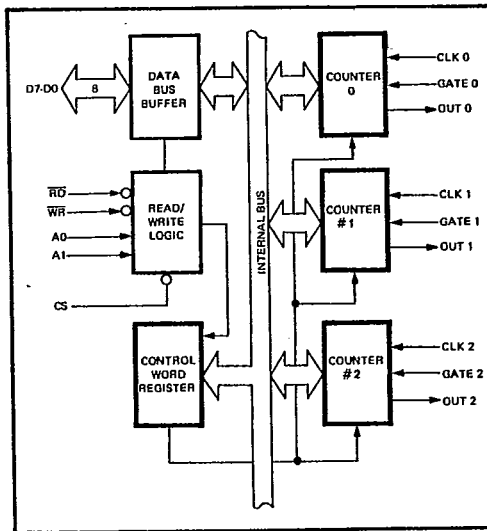 DATA
BUS
BUFFER
D7-D0
8
RD
WR
A0
A1
READ/
WRITE
LOGIC
CS
CONTROL
WORD
REGISTER
INTERNAL BUS
COUNTER
0
CLK 0
GATE 0
OUT 0
COUNTER
#1
CLK 1
GATE 1
OUT 1
COUNTER
#2
CLK 2
GATE 2
OUT 2